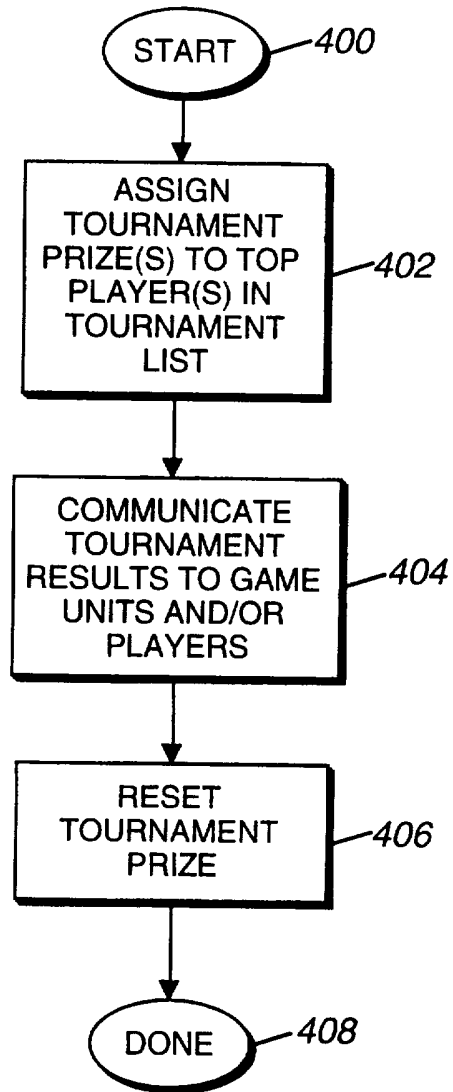 START
400
ASSIGN
TOURNAMENT
PRIZE(S) TO TOP
PLAYER(S) IN
TOURNAMENT
LIST
402
COMMUNICATE
TOURNAMENT
RESULTS TO GAME
UNITS AND/OR
PLAYERS
404
RESET
TOURNAMENT
PRIZE
406
DONE
408